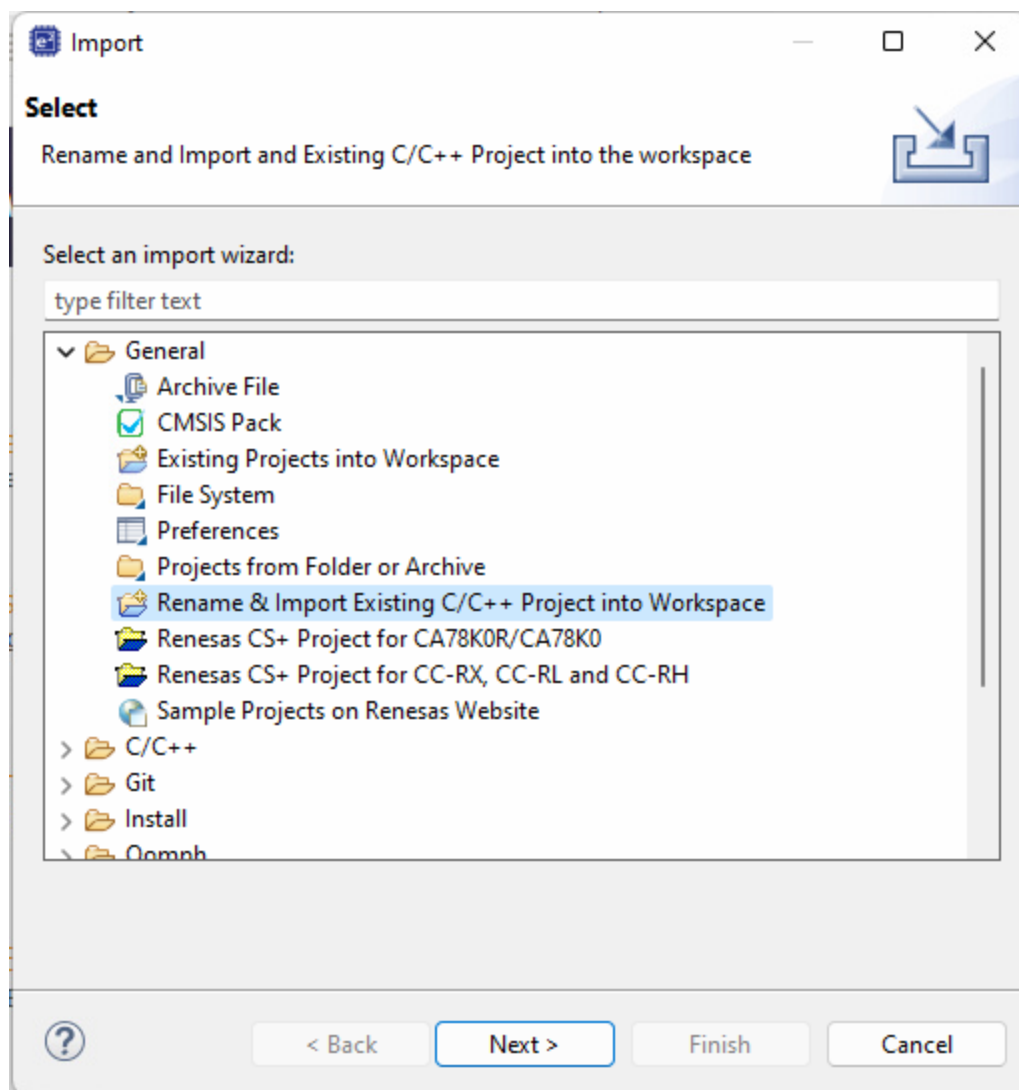 Import
Select
Rename and Import and Existing C/C++ Project into the workspace
Select an import wizard:
type filter text
General
Archive File
CMSIS Pack
Existing Projects into Workspace
File System
Preferences
Projects from Folder or Archive
Rename & Import Existing C/C++ Project into Workspace
Renesas CS+ Project for CA78K0R/CA78K0
Renesas CS+ Project for CC-RX, CC-RL and CC-RH
Sample Projects on Renesas Website
C/C++
Git
Install
Oomph
? < Back Next > Finish Cancel